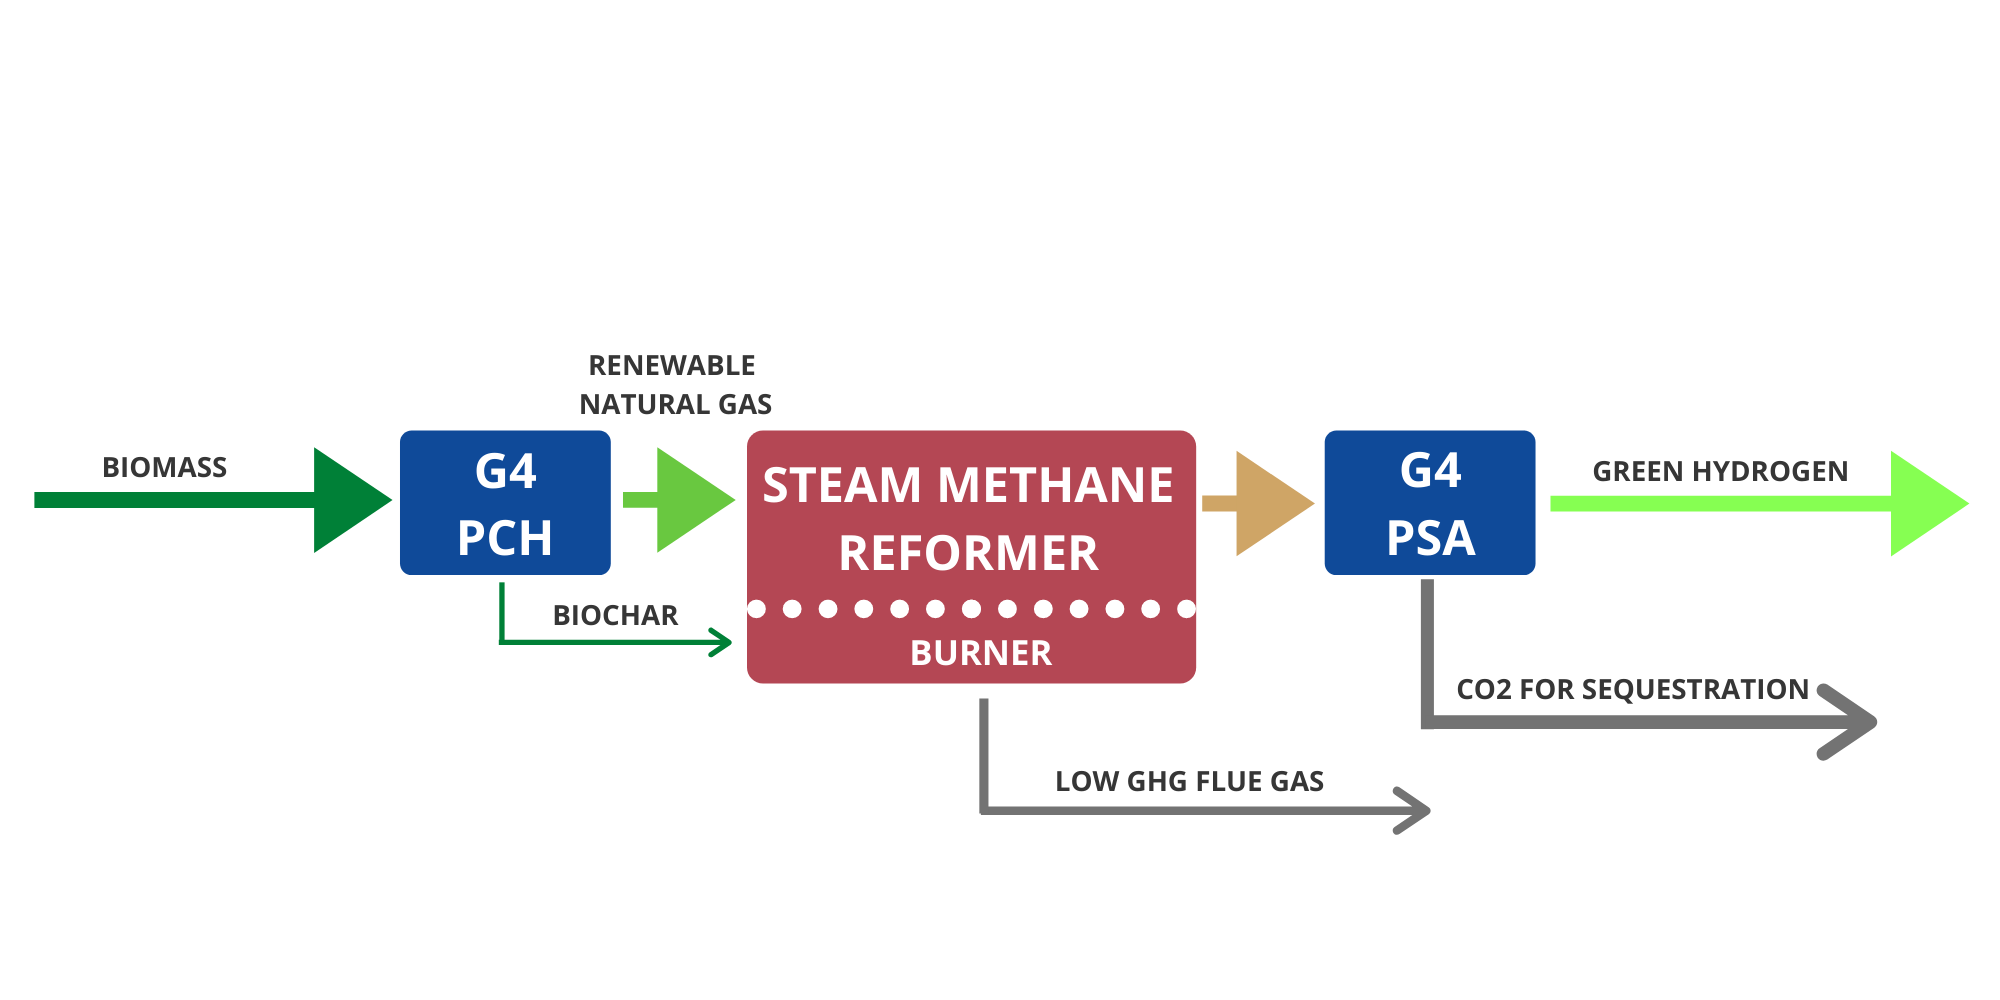 RENEWABLE
NATURAL GAS
BIOMASS
G4
PCH
STEAM METHANE
REFORMER
G4
PSA
GREEN HYDROGEN
BIOCHAR
BURNER
CO2 FOR SEQUESTRATION
LOW GHG FLUE GAS